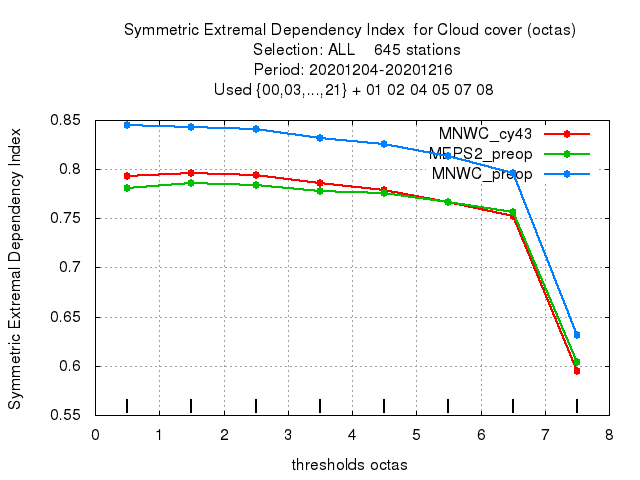 Symmetric Extremal Dependency Index  for Cloud cover (octas)
Selection: ALL    645 stations
Period: 20201204-20201216
Used {00,03,...,21} + 01 02 04 05 07 08
Symmetric Extremal Dependency Index
0.85
0.8
0.75
0.7
0.65
0.6
0.55
MNWC_cy43
MEPS2_preop
MNWC_preop
0 1 2 3 4 5 6 7 8
thresholds octas